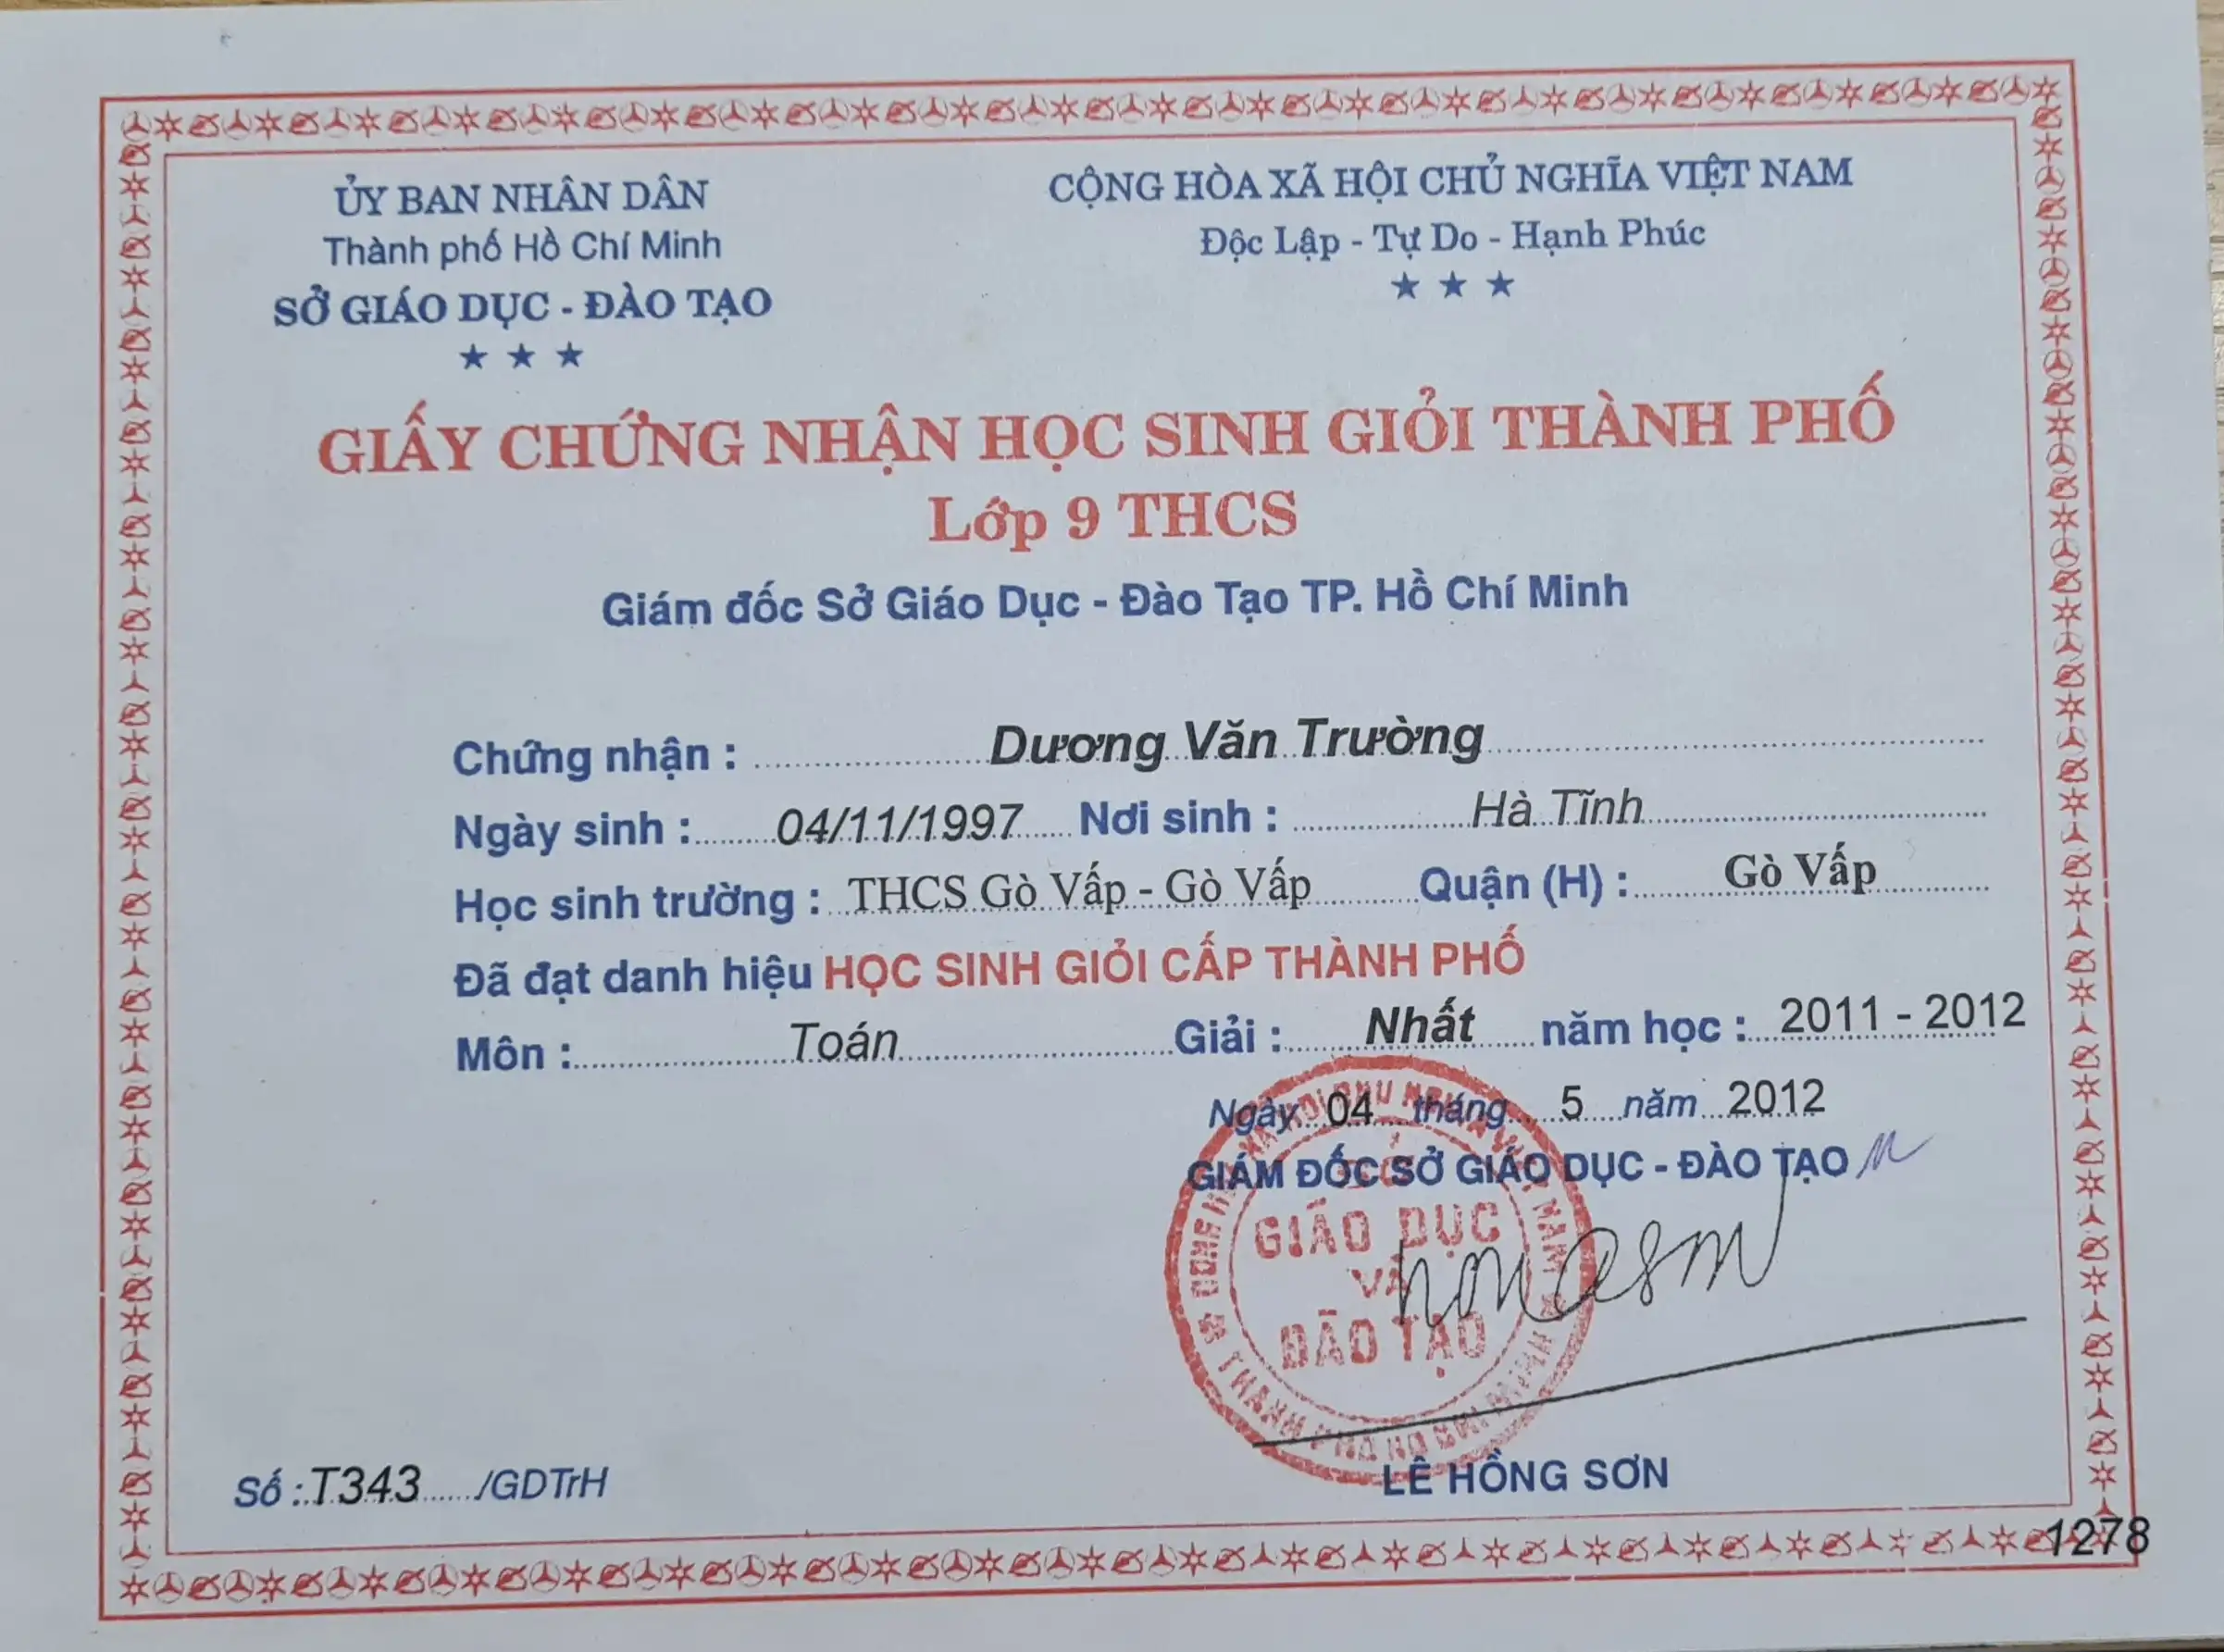 ỦY BAN NHÂN DÂN
Thành phố Hồ Chí Minh
SỞ GIÁO DỤC - ĐÀO TẠO
★ ★ ★
CỘNG HÒA XÃ HỘI CHỦ NGHĨA VIỆT NAM
Độc Lập - Tự Do - Hạnh Phúc
★ ★ ★
GIẤY CHỨNG NHẬN HỌC SINH GIỎI THÀNH PHỐ
Lớp 9 THCS
Giám đốc Sở Giáo Dục - Đào Tạo TP. Hồ Chí Minh
Chứng nhận : Dương Văn Trường
Ngày sinh : 04/11/1997 Nơi sinh : Hà Tĩnh
Học sinh trường : THCS Gò Vấp - Gò Vấp Quận (H) : Gò Vấp
Đã đạt danh hiệu HỌC SINH GIỎI CẤP THÀNH PHỐ
Môn : Toán Giải : Nhất năm học : 2011 - 2012
Ngày 04 tháng 5 năm 2012
GIÁM ĐỐC SỞ GIÁO DỤC - ĐÀO TẠO
GIÁO DỤC
VÀ
ĐÀO TẠO
LÊ HỒNG SƠN
Số : T343 /GDTrH
1278